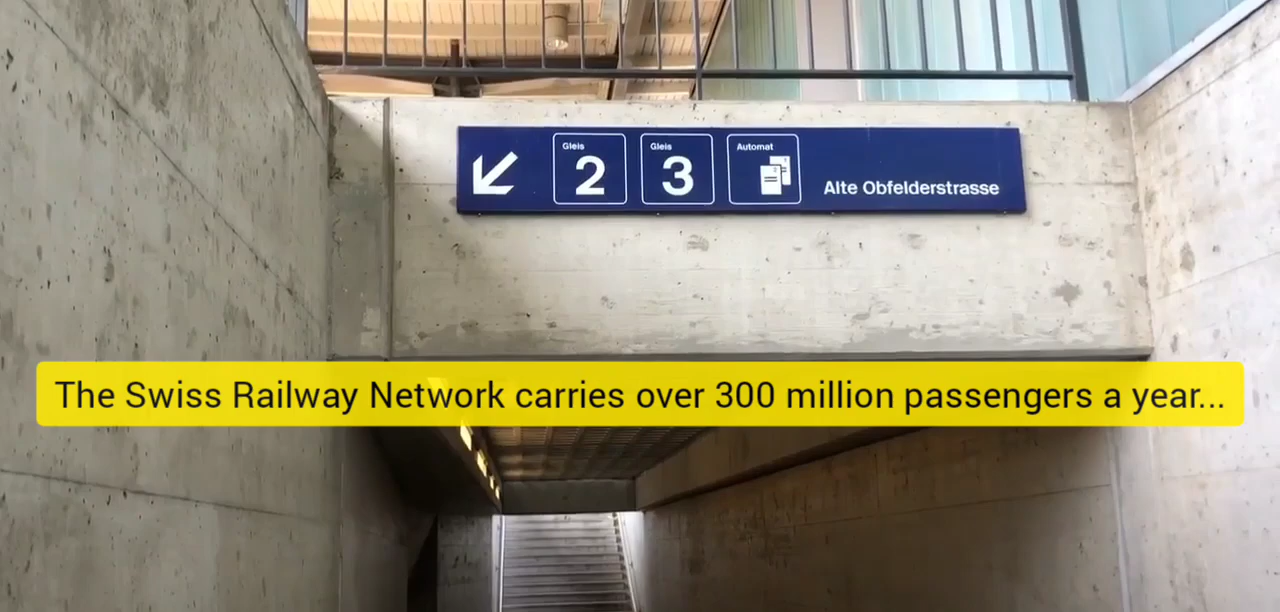 Gleis
2
Gleis
3
Automat
Alte Obfelderstrasse
The Swiss Railway Network carries over 300 million passengers a year...